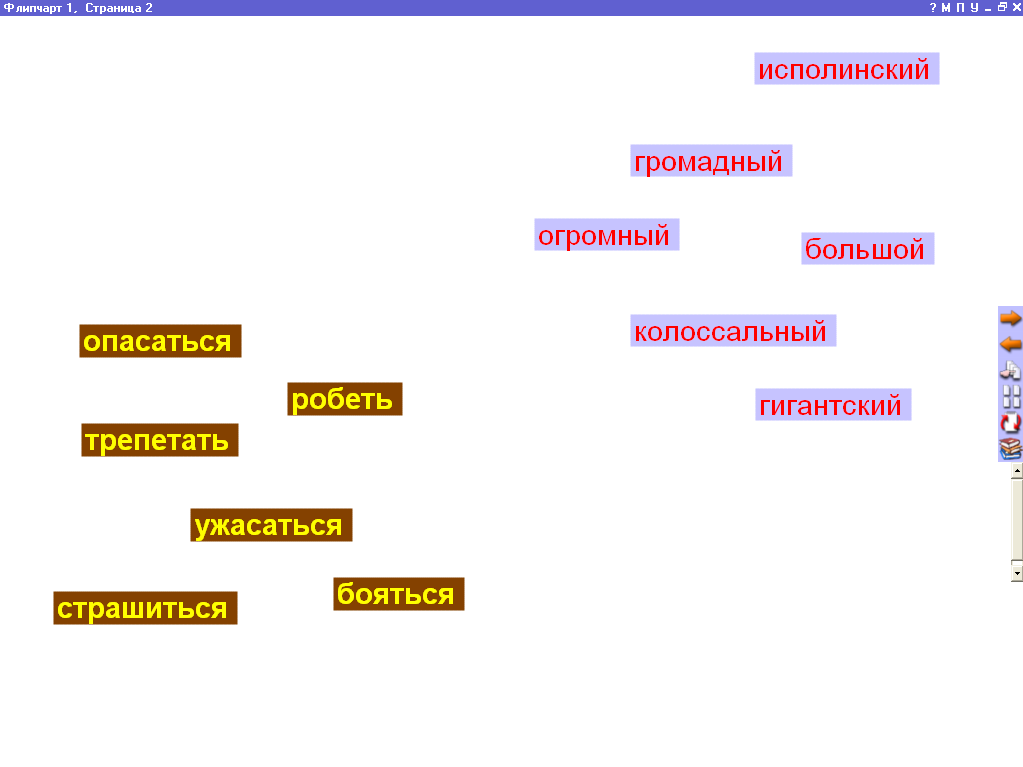 Флипчарт 1, Страница 2
? М П У
исполинский
громадный
огромный
большой
колоссальный
гигантский
опасаться
робеть
трепетать
ужасаться
бояться
страшиться